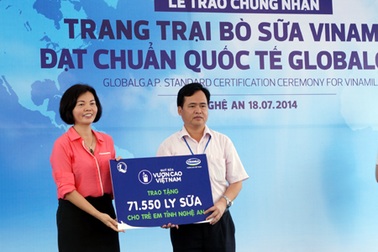 LỄ TRAO CHỨNG NHẬN
TRANG TRẠI BÒ SỮA VINAM
ĐẠT CHUẨN QUỐC TẾ GLOBALG
GLOBALG.A.P. STANDARD CERTIFICATION CEREMONY FOR VINAMIL
NGHỆ AN 18.07.2014
QUỸ SỮA
VƯƠN CAO
VIỆT NAM
TRAO TẶNG
71.550 LY SỮA
CHO TRẺ EM TỈNH NGHỆ AN